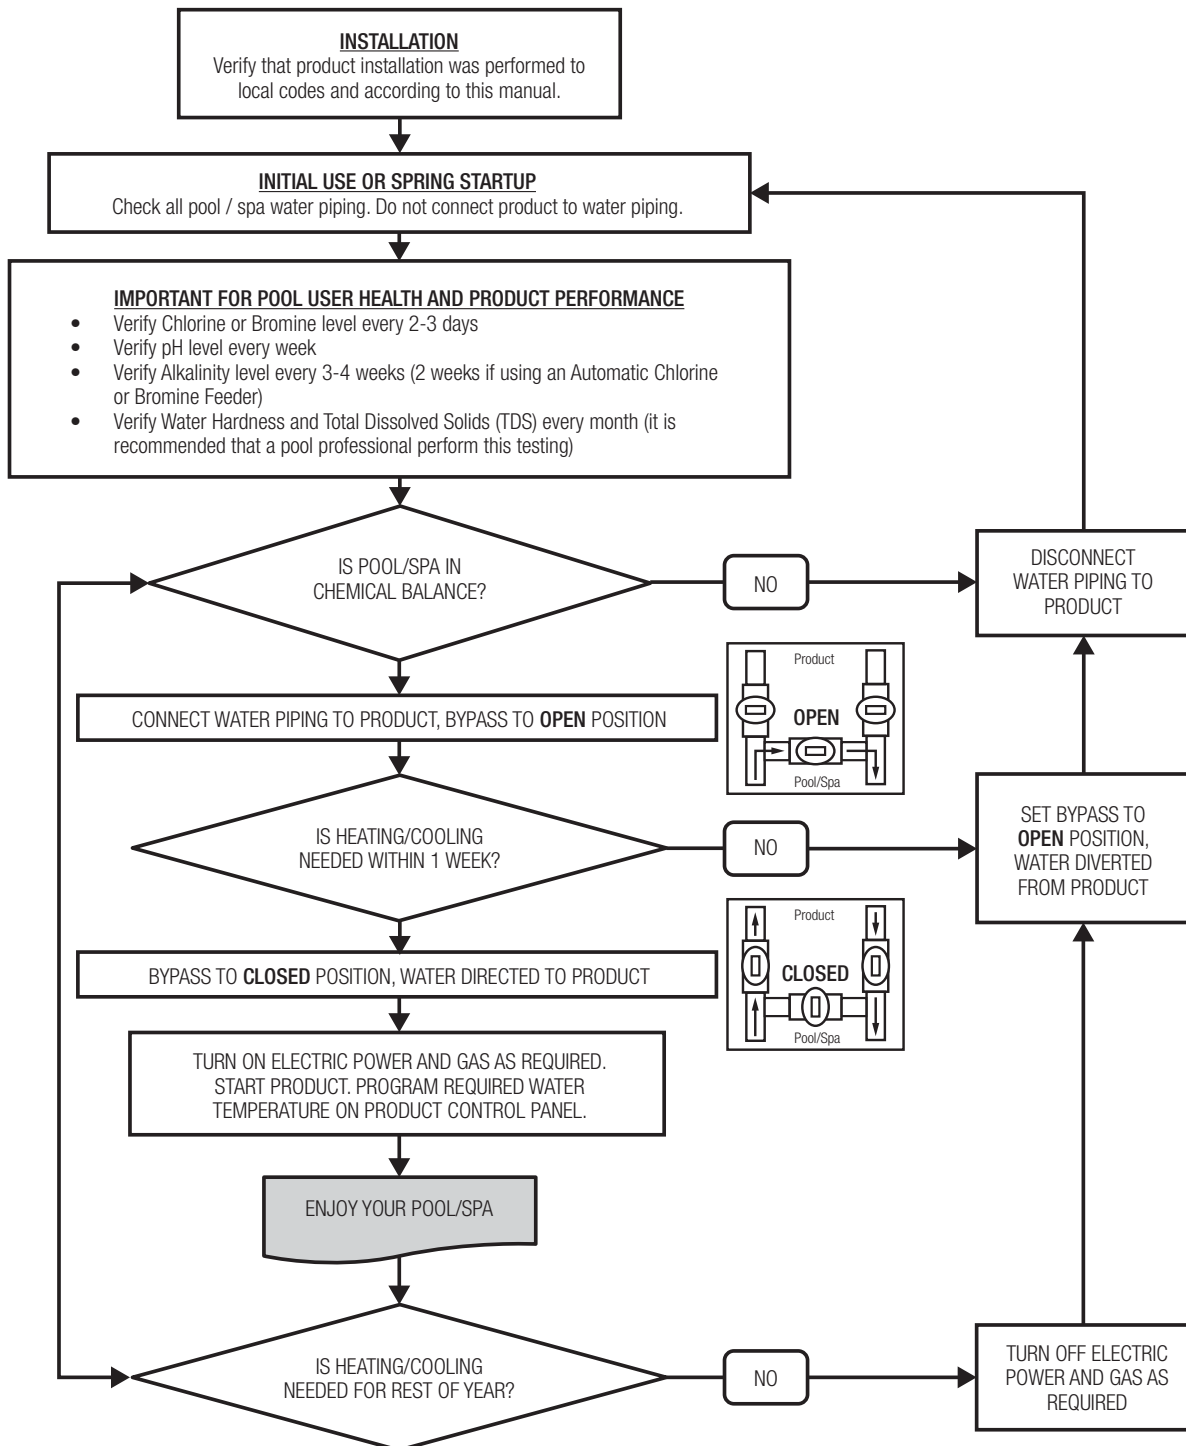 INSTALLATION
Verify that product installation was performed to
local codes and according to this manual.
INITIAL USE OR SPRING STARTUP
Check all pool / spa water piping. Do not connect product to water piping.
IMPORTANT FOR POOL USER HEALTH AND PRODUCT PERFORMANCE
• Verify Chlorine or Bromine level every 2-3 days
• Verify pH level every week
• Verify Alkalinity level every 3-4 weeks (2 weeks if using an Automatic Chlorine
or Bromine Feeder)
• Verify Water Hardness and Total Dissolved Solids (TDS) every month (it is
recommended that a pool professional perform this testing)
IS POOL/SPA IN
CHEMICAL BALANCE?
NO
DISCONNECT
WATER PIPING TO
PRODUCT
CONNECT WATER PIPING TO PRODUCT, BYPASS TO OPEN POSITION
Product
OPEN
Pool/Spa
IS HEATING/COOLING
NEEDED WITHIN 1 WEEK?
NO
SET BYPASS TO
OPEN POSITION,
WATER DIVERTED
FROM PRODUCT
BYPASS TO CLOSED POSITION, WATER DIRECTED TO PRODUCT
Product
CLOSED
Pool/Spa
TURN ON ELECTRIC POWER AND GAS AS REQUIRED.
START PRODUCT. PROGRAM REQUIRED WATER
TEMPERATURE ON PRODUCT CONTROL PANEL.
ENJOY YOUR POOL/SPA
IS HEATING/COOLING
NEEDED FOR REST OF YEAR?
NO
TURN OFF ELECTRIC
POWER AND GAS AS
REQUIRED